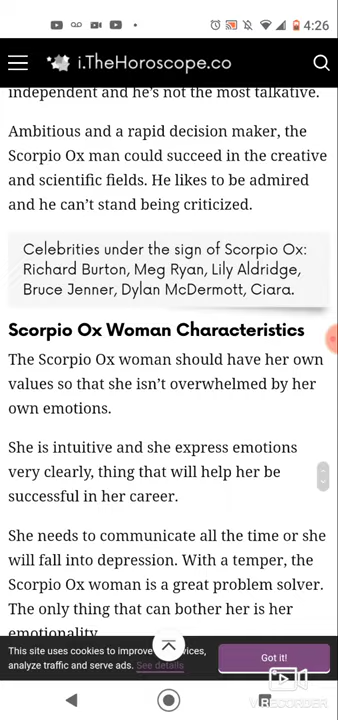 4:26
i.TheHoroscope.co
independent and he's not the most talkative.
Ambitious and a rapid decision maker, the
Scorpio Ox man could succeed in the creative
and scientific fields. He likes to be admired
and he can't stand being criticized.
Celebrities under the sign of Scorpio Ox:
Richard Burton, Meg Ryan, Lily Aldridge,
Bruce Jenner, Dylan McDermott, Ciara.
Scorpio Ox Woman Characteristics
The Scorpio Ox woman should have her own
values so that she isn't overwhelmed by her
own emotions.
She is intuitive and she express emotions
very clearly, thing that will help her be
successful in her career.
She needs to communicate all the time or she
will fall into depression. With a temper, the
Scorpio Ox woman is a great problem solver.
The only thing that can bother her is her
emotionality
This site uses cookies to improve vices,
analyze traffic and serve ads. See details
Got it!
RECORDER